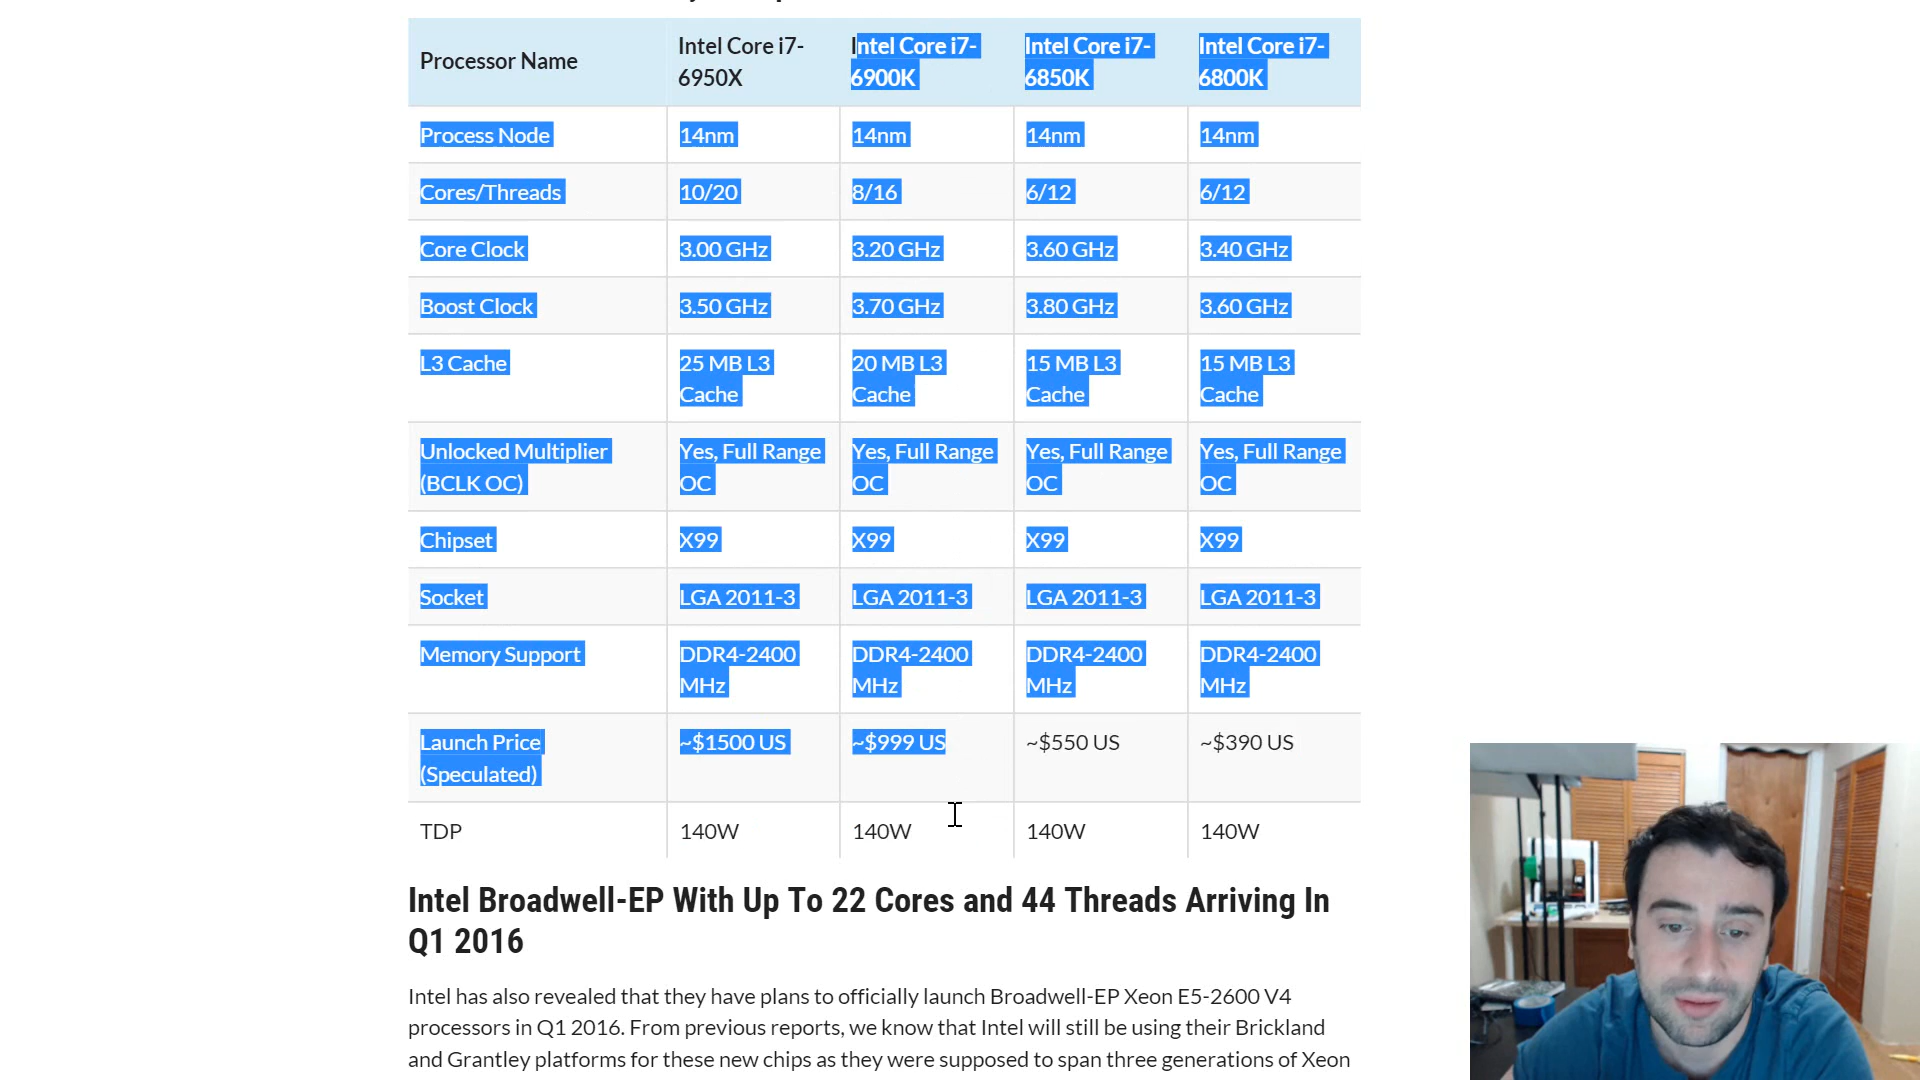 Processor Name Intel Core i7- Intel Core i7- Intel Core i7- Intel Core i7-
6950X 6900K 6850K 6800K
Process Node 14nm 14nm 14nm 14nm
Cores/Threads 10/20 8/16 6/12 6/12
Core Clock 3.00 GHz 3.20 GHz 3.60 GHz 3.40 GHz
Boost Clock 3.50 GHz 3.70 GHz 3.80 GHz 3.60 GHz
L3 Cache 25 MB L3 20 MB L3 15 MB L3 15 MB L3
Cache Cache Cache Cache
Unlocked Multiplier Yes, Full Range Yes, Full Range Yes, Full Range Yes, Full Range
(BCLK OC) OC OC OC OC
Chipset X99 X99 X99 X99
Socket LGA 2011-3 LGA 2011-3 LGA 2011-3 LGA 2011-3
Memory Support DDR4-2400 DDR4-2400 DDR4-2400 DDR4-2400
MHz MHz MHz MHz
Launch Price ~$1500 US ~$999 US ~$550 US ~$390 US
(Speculated)
TDP 140W 140W 140W 140W
Intel Broadwell-EP With Up To 22 Cores and 44 Threads Arriving In
Q1 2016
Intel has also revealed that they have plans to officially launch Broadwell-EP Xeon E5-2600 V4
processors in Q1 2016. From previous reports, we know that Intel will still be using their Brickland
and Grantley platforms for these new chips as they were supposed to span three generations of Xeon